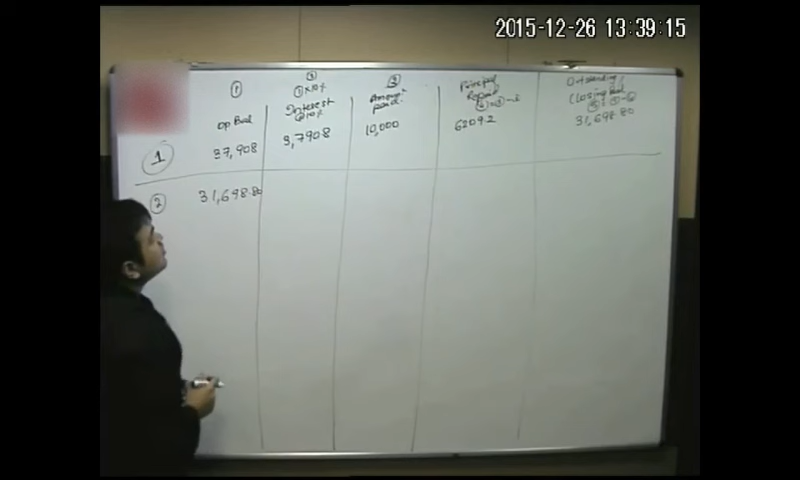 2015-12-26 13:39:15
① ② ③ Principal Outstanding
① x 10% Amount Repaid Closing Bal
Op Bal Interest paid.
@10%
1 37,908 3,7908 10,000 6209.2 31,698.80
2 31,698.80